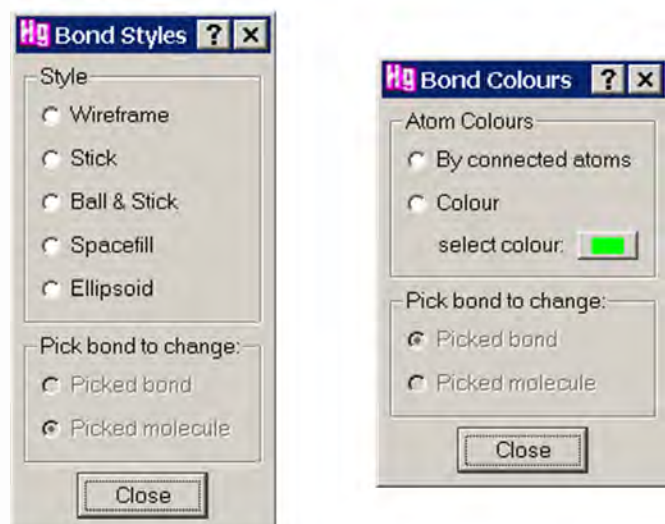 Hg Bond Styles ? ×
Style
Wireframe
Stick
Ball & Stick
Spacefill
Ellipsoid
Pick bond to change:
Picked bond
Picked molecule
Close
Hg Bond Colours ? ×
Atom Colours
By connected atoms
Colour
select colour:
Pick bond to change:
Picked bond
Picked molecule
Close